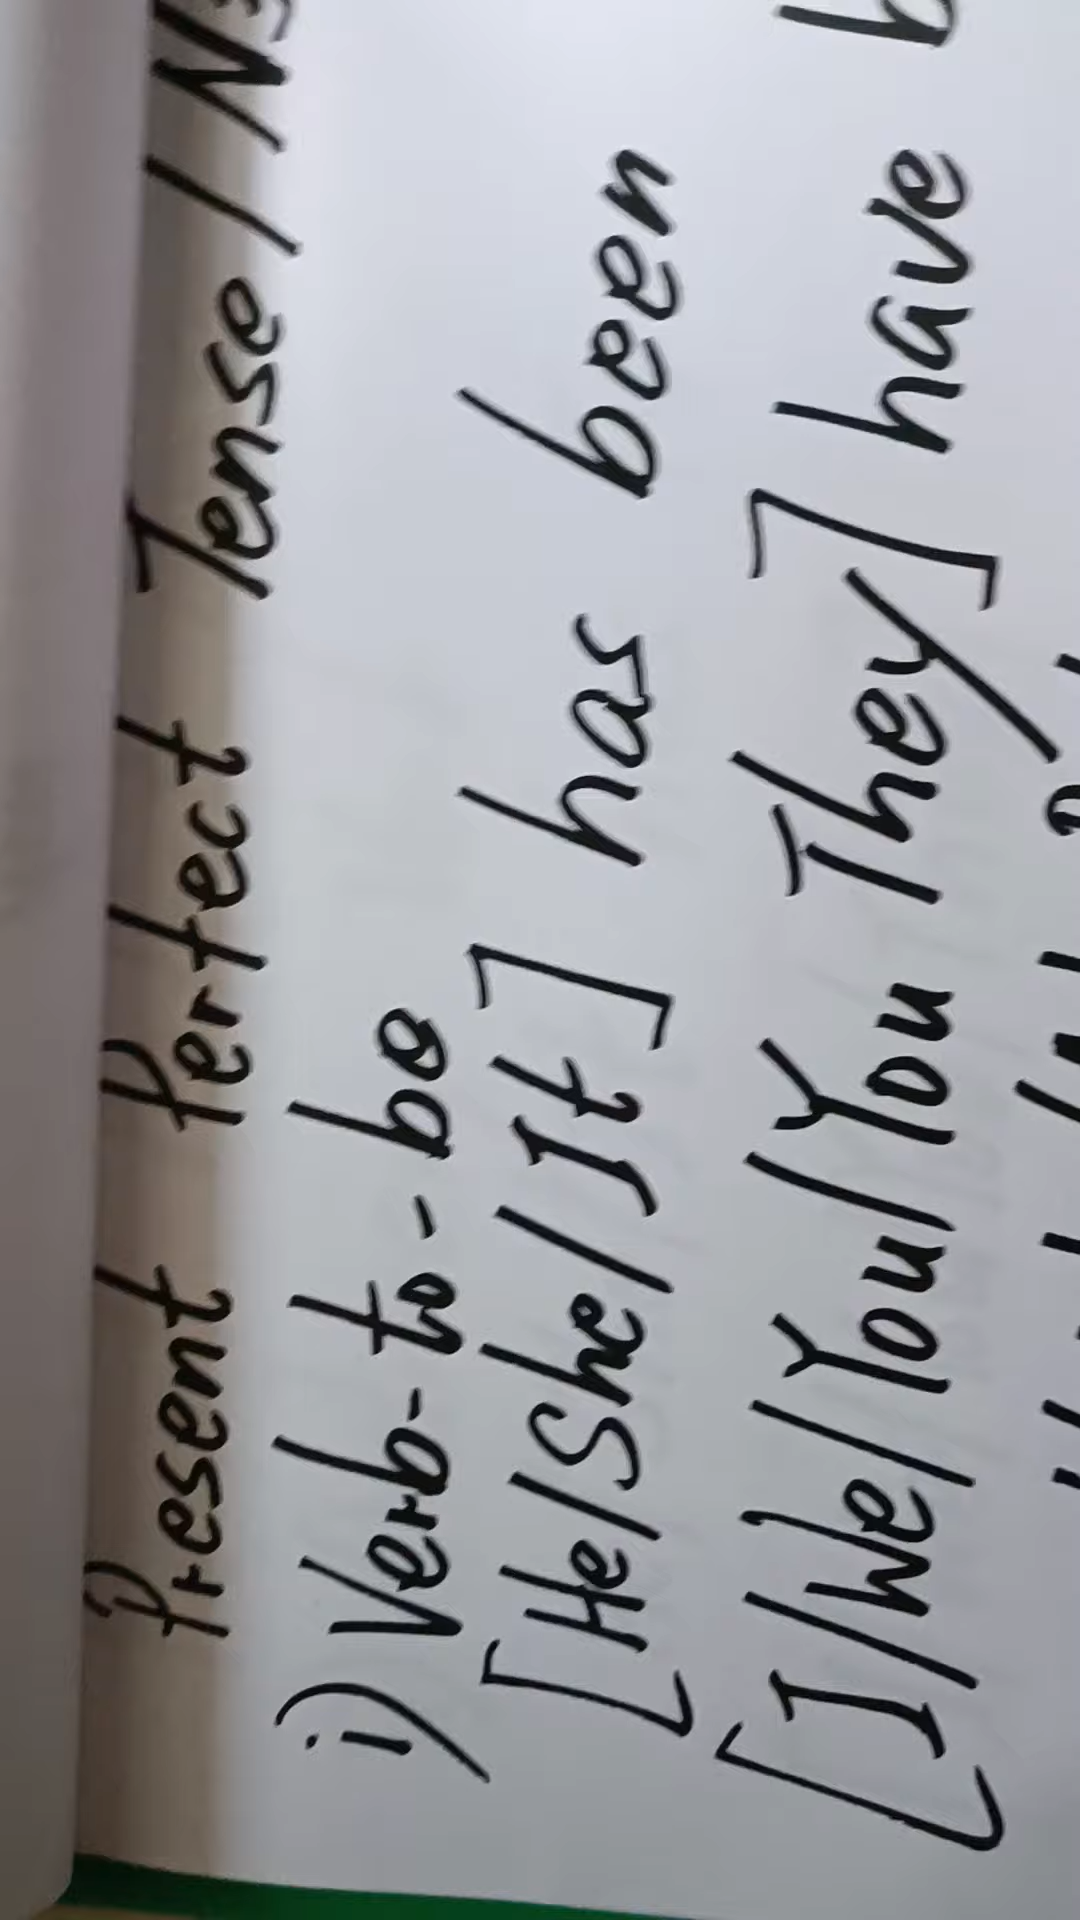 Present Perfect Tense /
i) Verb-to-be
[He/She/It] has been
[I/We/You/You They] have